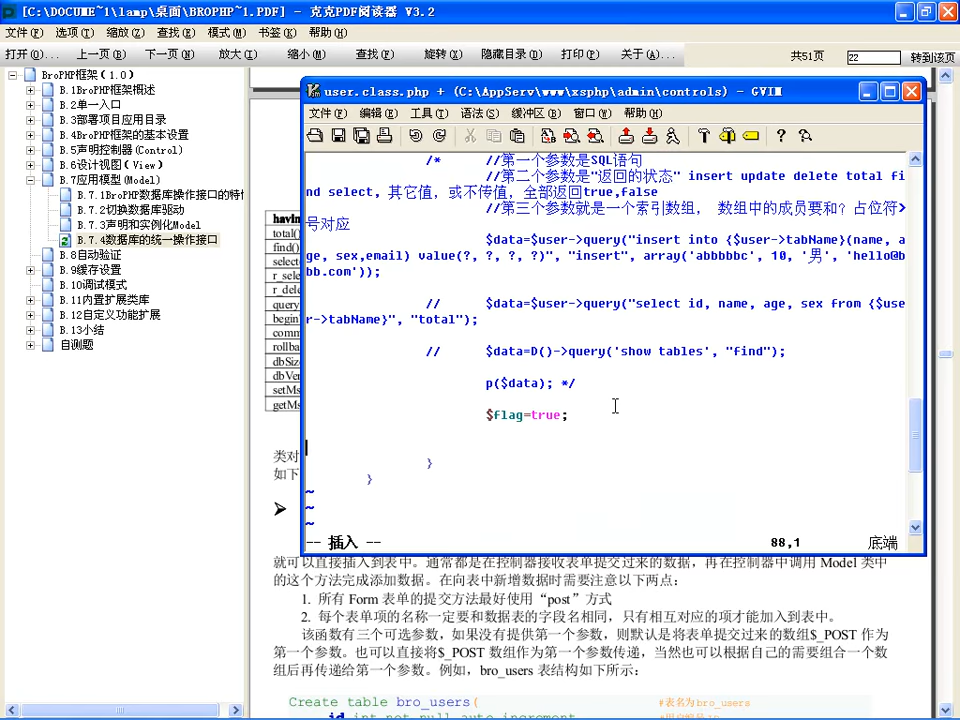 [C:\DOCUME~1\lamp\桌面\BROPHP~1.PDF] - 克克PDF阅读器 V3.2
文件(F) 选项(T) 缩放(Z) 查找(R) 模式(M) 书签(K) 帮助(H)
打开(O)... 上一页(B) 下一页(N) 放大(I) 缩小(M) 查找(F) 旋转(Z) 隐藏目录(D) 打印(P) 关于(A)... 共51页 22 转到该页
BroPHP框架(1.0)
B.1BroPHP框架概述
B.2单一入口
B.3部署项目应用目录
B.4BroPHP框架的基本设置
B.5声明控制器(Control)
B.6设计视图(View)
B.7应用模型(Model)
B.7.1BroPHP数据库操作接口的特
B.7.2切换数据库驱动
B.7.3声明和实例化Model
B.7.4数据库的统一操作接口
B.8自动验证
B.9缓存设置
B.10调试模式
B.11内置扩展类库
B.12自定义功能扩展
B.13小结
自测题
havin
total(
find()
select
r_sele
r_dele
query
begin
comm
rollba
dbSiz
dbVer
setMs
getMs
类对
如下
user.class.php + (C:\AppServ\www\xsphp\admin\controls) - GVIM
文件(F) 编辑(E) 工具(T) 语法(S) 缓冲区(B) 窗口(W) 帮助(H)
/* //第一个参数是SQL语句
//第二个参数是"返回的状态" insert update delete total fi
nd select, 其它值, 或不传值, 全部返回true,false
//第三个参数就是一个索引数组, 数组中的成员要和? 占位符>
号对应
$data=$user->query("insert into {$user->tabName}(name, a
ge, sex,email) value(?, ?, ?, ?)", "insert", array('abbbbbc', 10, '男', 'hello@b
bb.com'));
// $data=$user->query("select id, name, age, sex from {$use
r->tabName}", "total");
// $data=D()->query('show tables', "find");
p($data); */
$flag=true;
}
}
~
~
~
-- 插入 -- 88,1 底端
就可以直接插入到表中。通常都是在控制器接收表单提交过来的数据，再在控制器中调用 Model 类中
的这个方法完成添加数据。在向表中新增数据时需要注意以下两点：
1. 所有 Form 表单的提交方法最好使用“post”方式
2. 每个表单项的名称一定要和数据表的字段名相同，只有相互对应的项才能加入到表中。
该函数有三个可选参数，如果没有提供第一个参数，则默认是将表单提交过来的数组$_POST 作为
第一个参数。也可以直接将$_POST 数组作为第一个参数传递，当然也可以根据自己的需要组合一个数
组后再传递给第一个参数。例如，bro_users 表结构如下所示：
Create table bro_users( #表名为bro_users
id int not null auto_increment